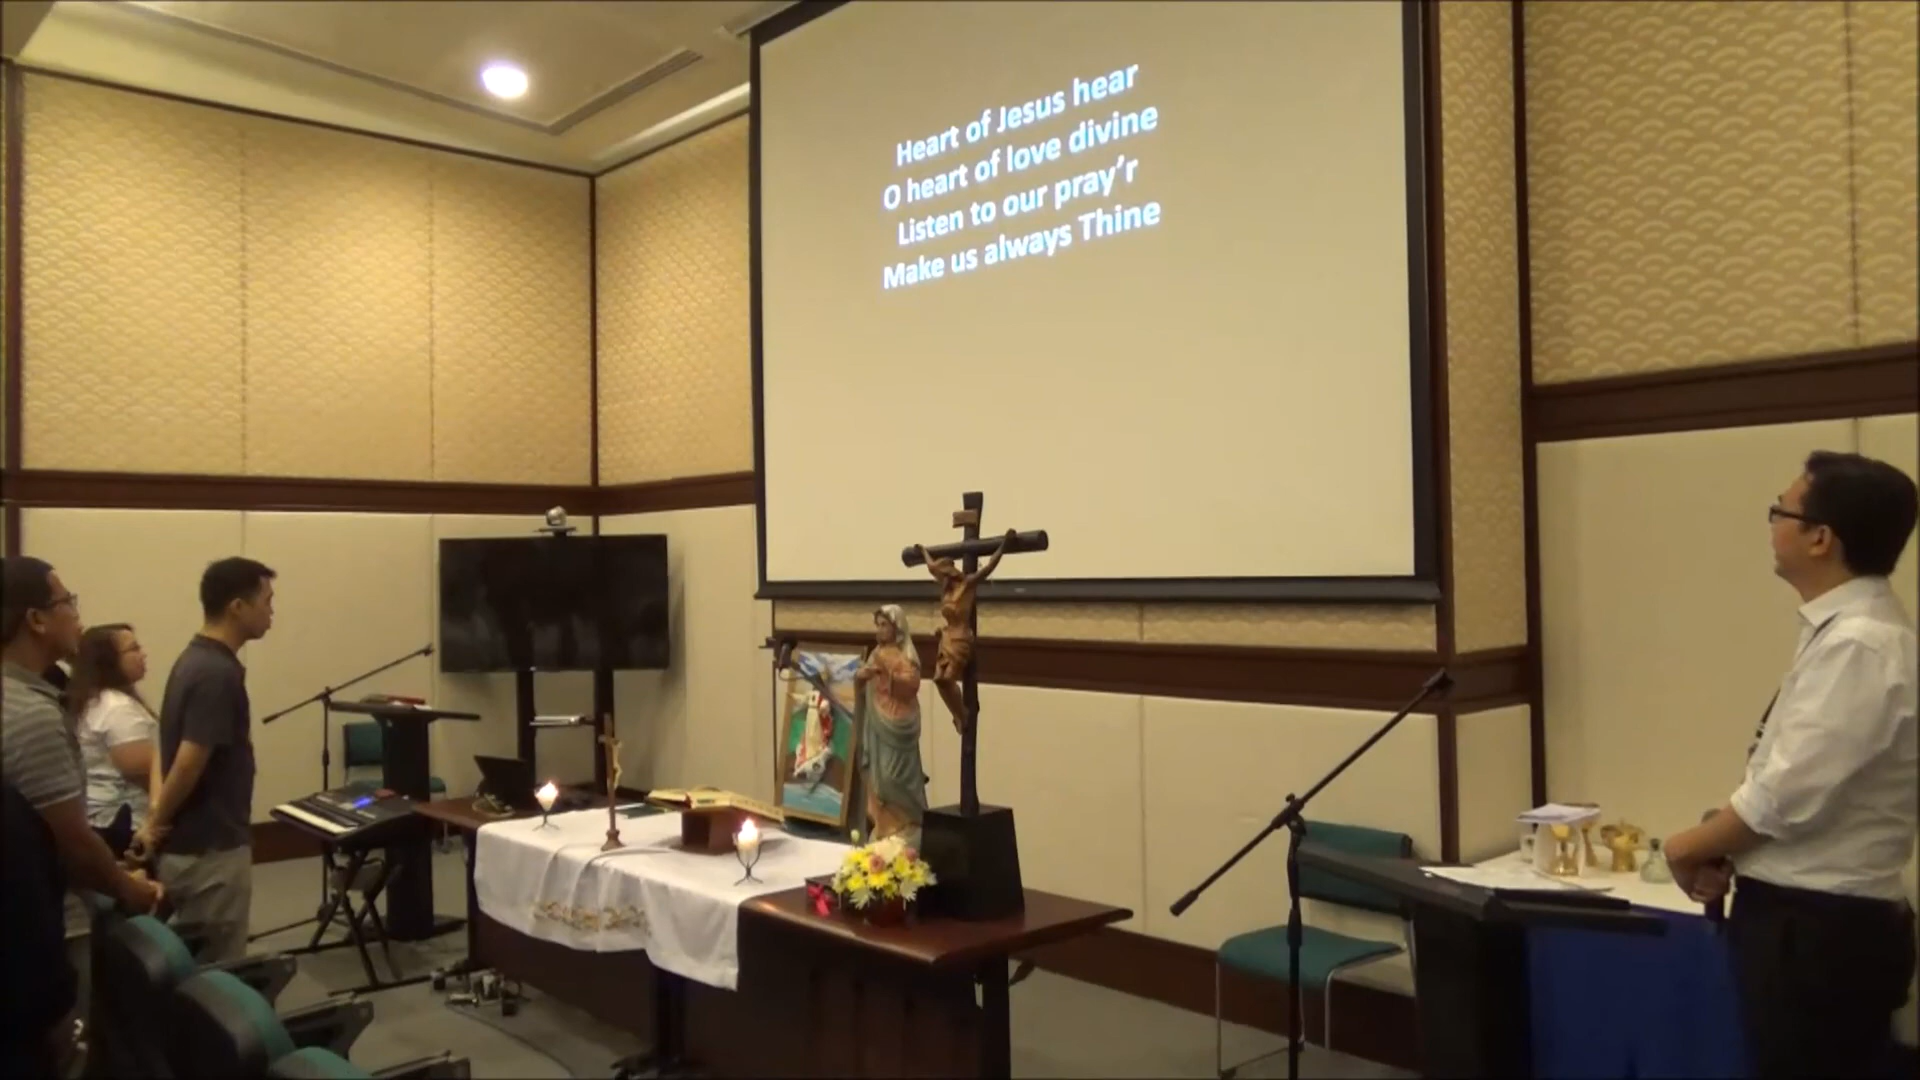 Heart of Jesus hear
O heart of love divine
Listen to our pray’r
Make us always Thine